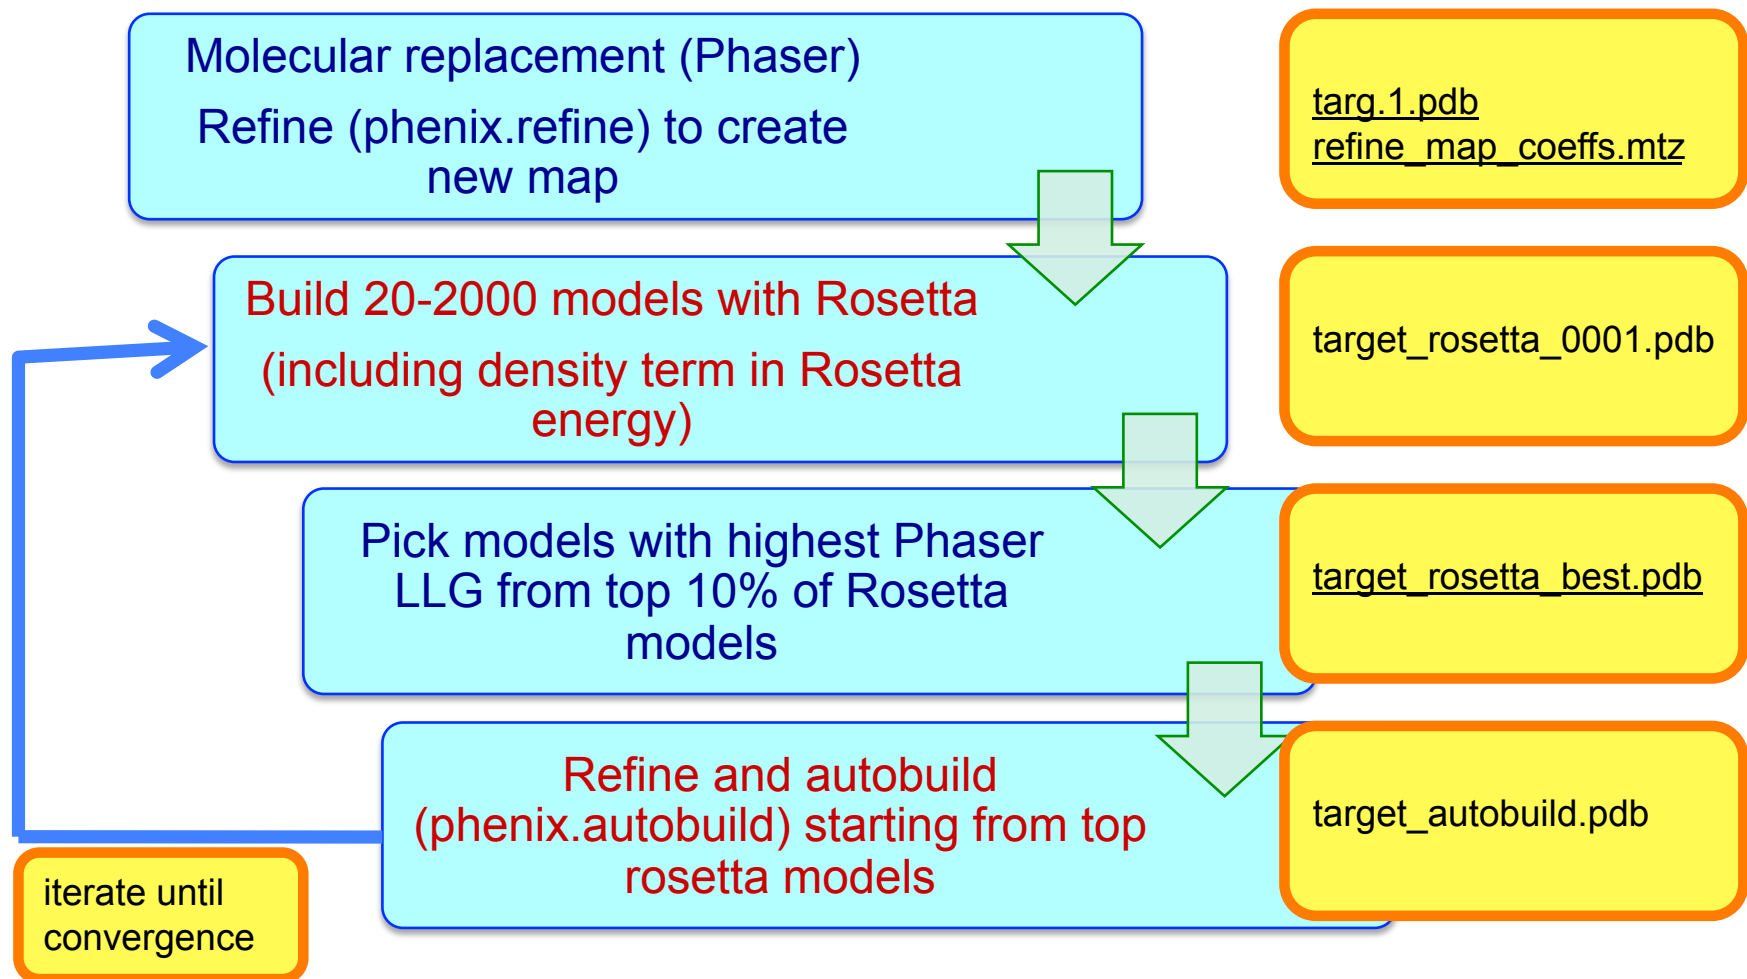 Molecular replacement (Phaser)
Refine (phenix.refine) to create
new map
targ.1.pdb
refine_map_coeffs.mtz
Build 20-2000 models with Rosetta
(including density term in Rosetta
energy)
target_rosetta_0001.pdb
Pick models with highest Phaser
LLG from top 10% of Rosetta
models
target_rosetta_best.pdb
Refine and autobuild
(phenix.autobuild) starting from top
rosetta models
target_autobuild.pdb
iterate until
convergence